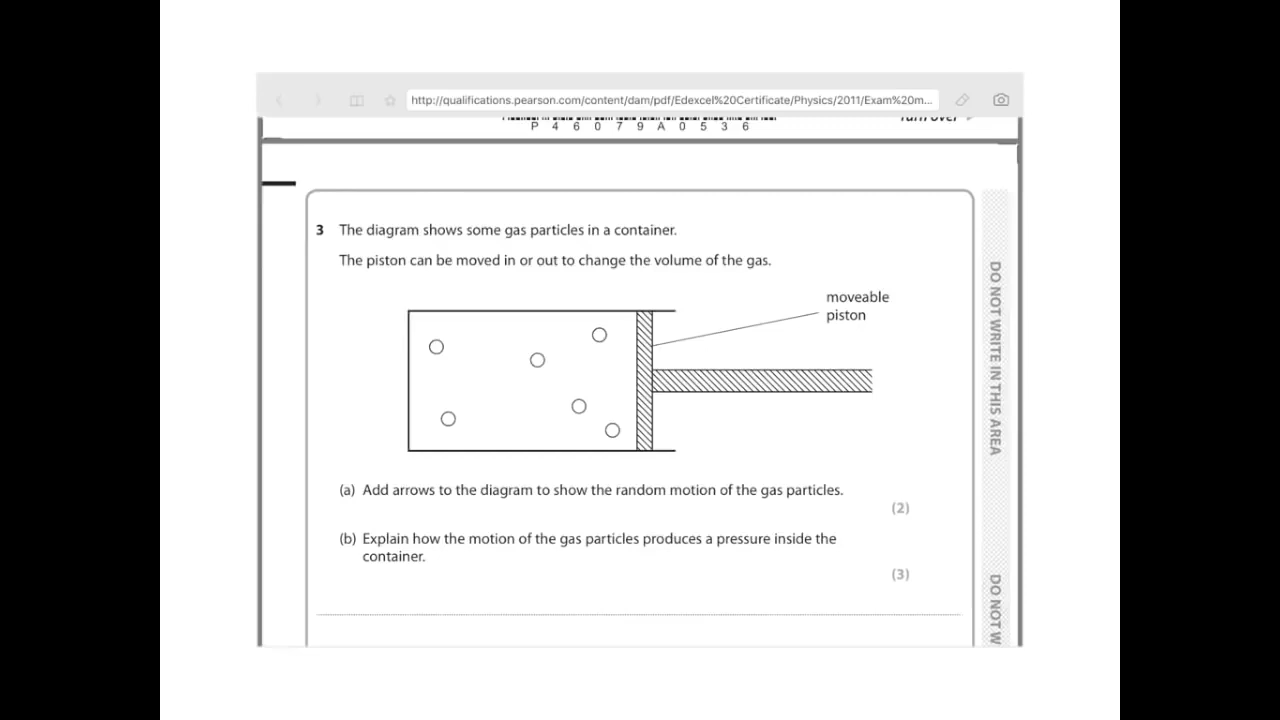 http://qualifications.pearson.com/content/dam/pdf/Edexcel%20Certificate/Physics/2011/Exam%20m...
P 4 6 0 7 9 A 0 5 3 6
Turn over
3 The diagram shows some gas particles in a container.
The piston can be moved in or out to change the volume of the gas.
moveable
piston
(a) Add arrows to the diagram to show the random motion of the gas particles.
(2)
(b) Explain how the motion of the gas particles produces a pressure inside the
container.
(3)
DO NOT WRITE IN THIS AREA
DO NOT W